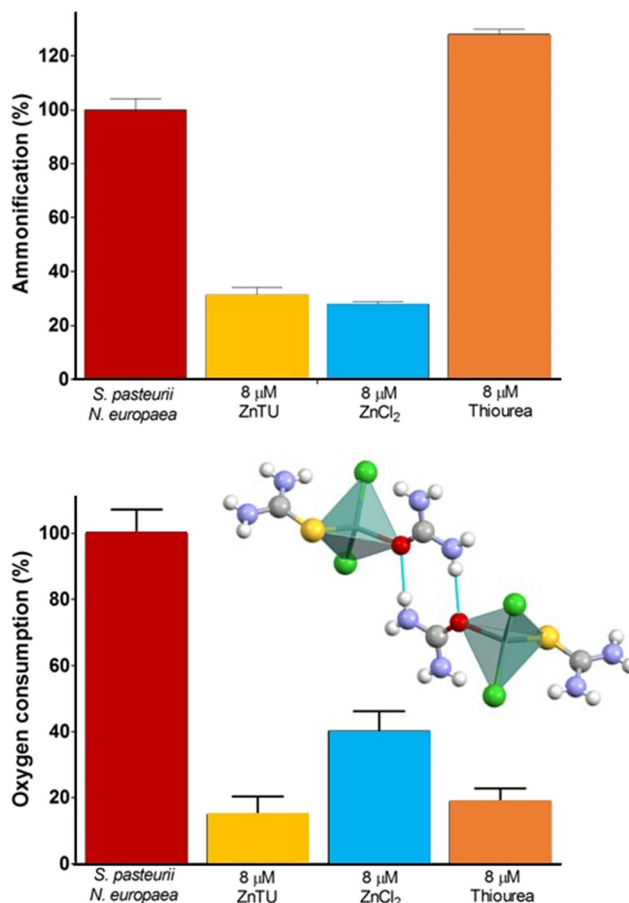 Ammonification (%)
120
100
80
60
40
20
0
S. pasteurii
N. europaea
8 μM
ZnTU
8 μM
ZnCl₂
8 μM
Thiourea
Oxygen consumption (%)
100
80
60
40
20
0
S. pasteurii
N. europaea
8 μM
ZnTU
8 μM
ZnCl₂
8 μM
Thiourea